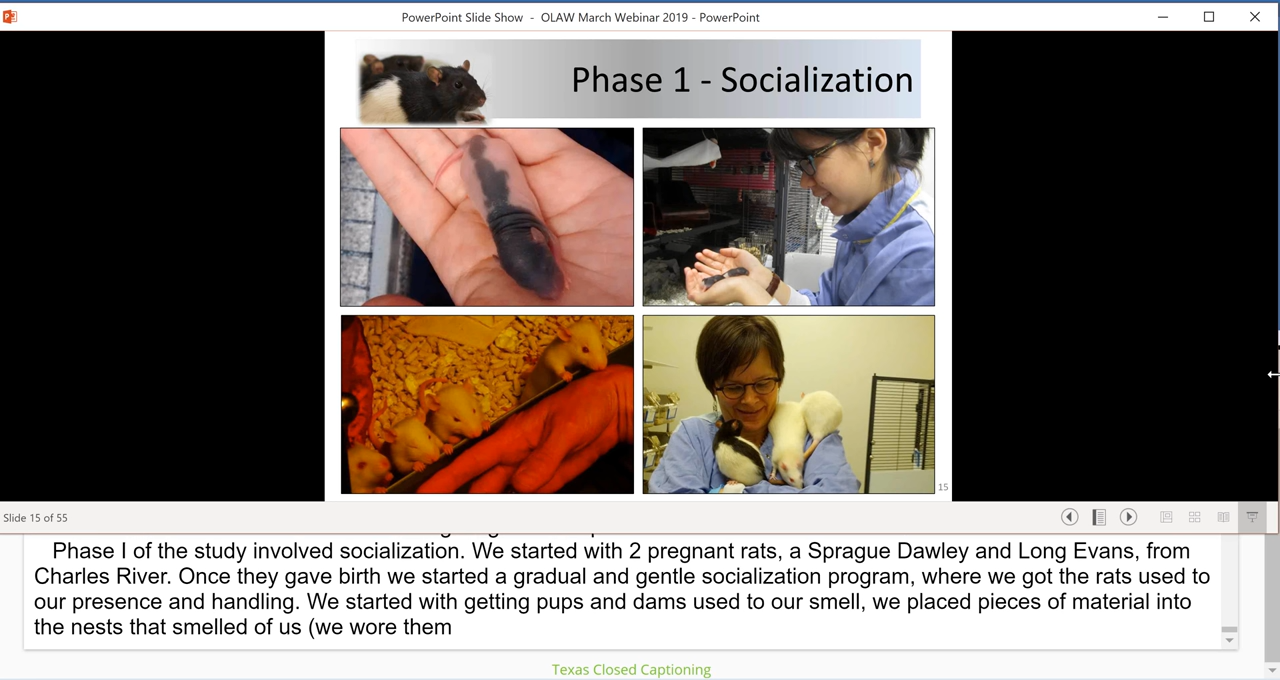 PowerPoint Slide Show - OLAW March Webinar 2019 - PowerPoint
Phase 1 - Socialization
15
Slide 15 of 55
Phase I of the study involved socialization. We started with 2 pregnant rats, a Sprague Dawley and Long Evans, from
Charles River. Once they gave birth we started a gradual and gentle socialization program, where we got the rats used to
our presence and handling. We started with getting pups and dams used to our smell, we placed pieces of material into
the nests that smelled of us (we wore them
Texas Closed Captioning